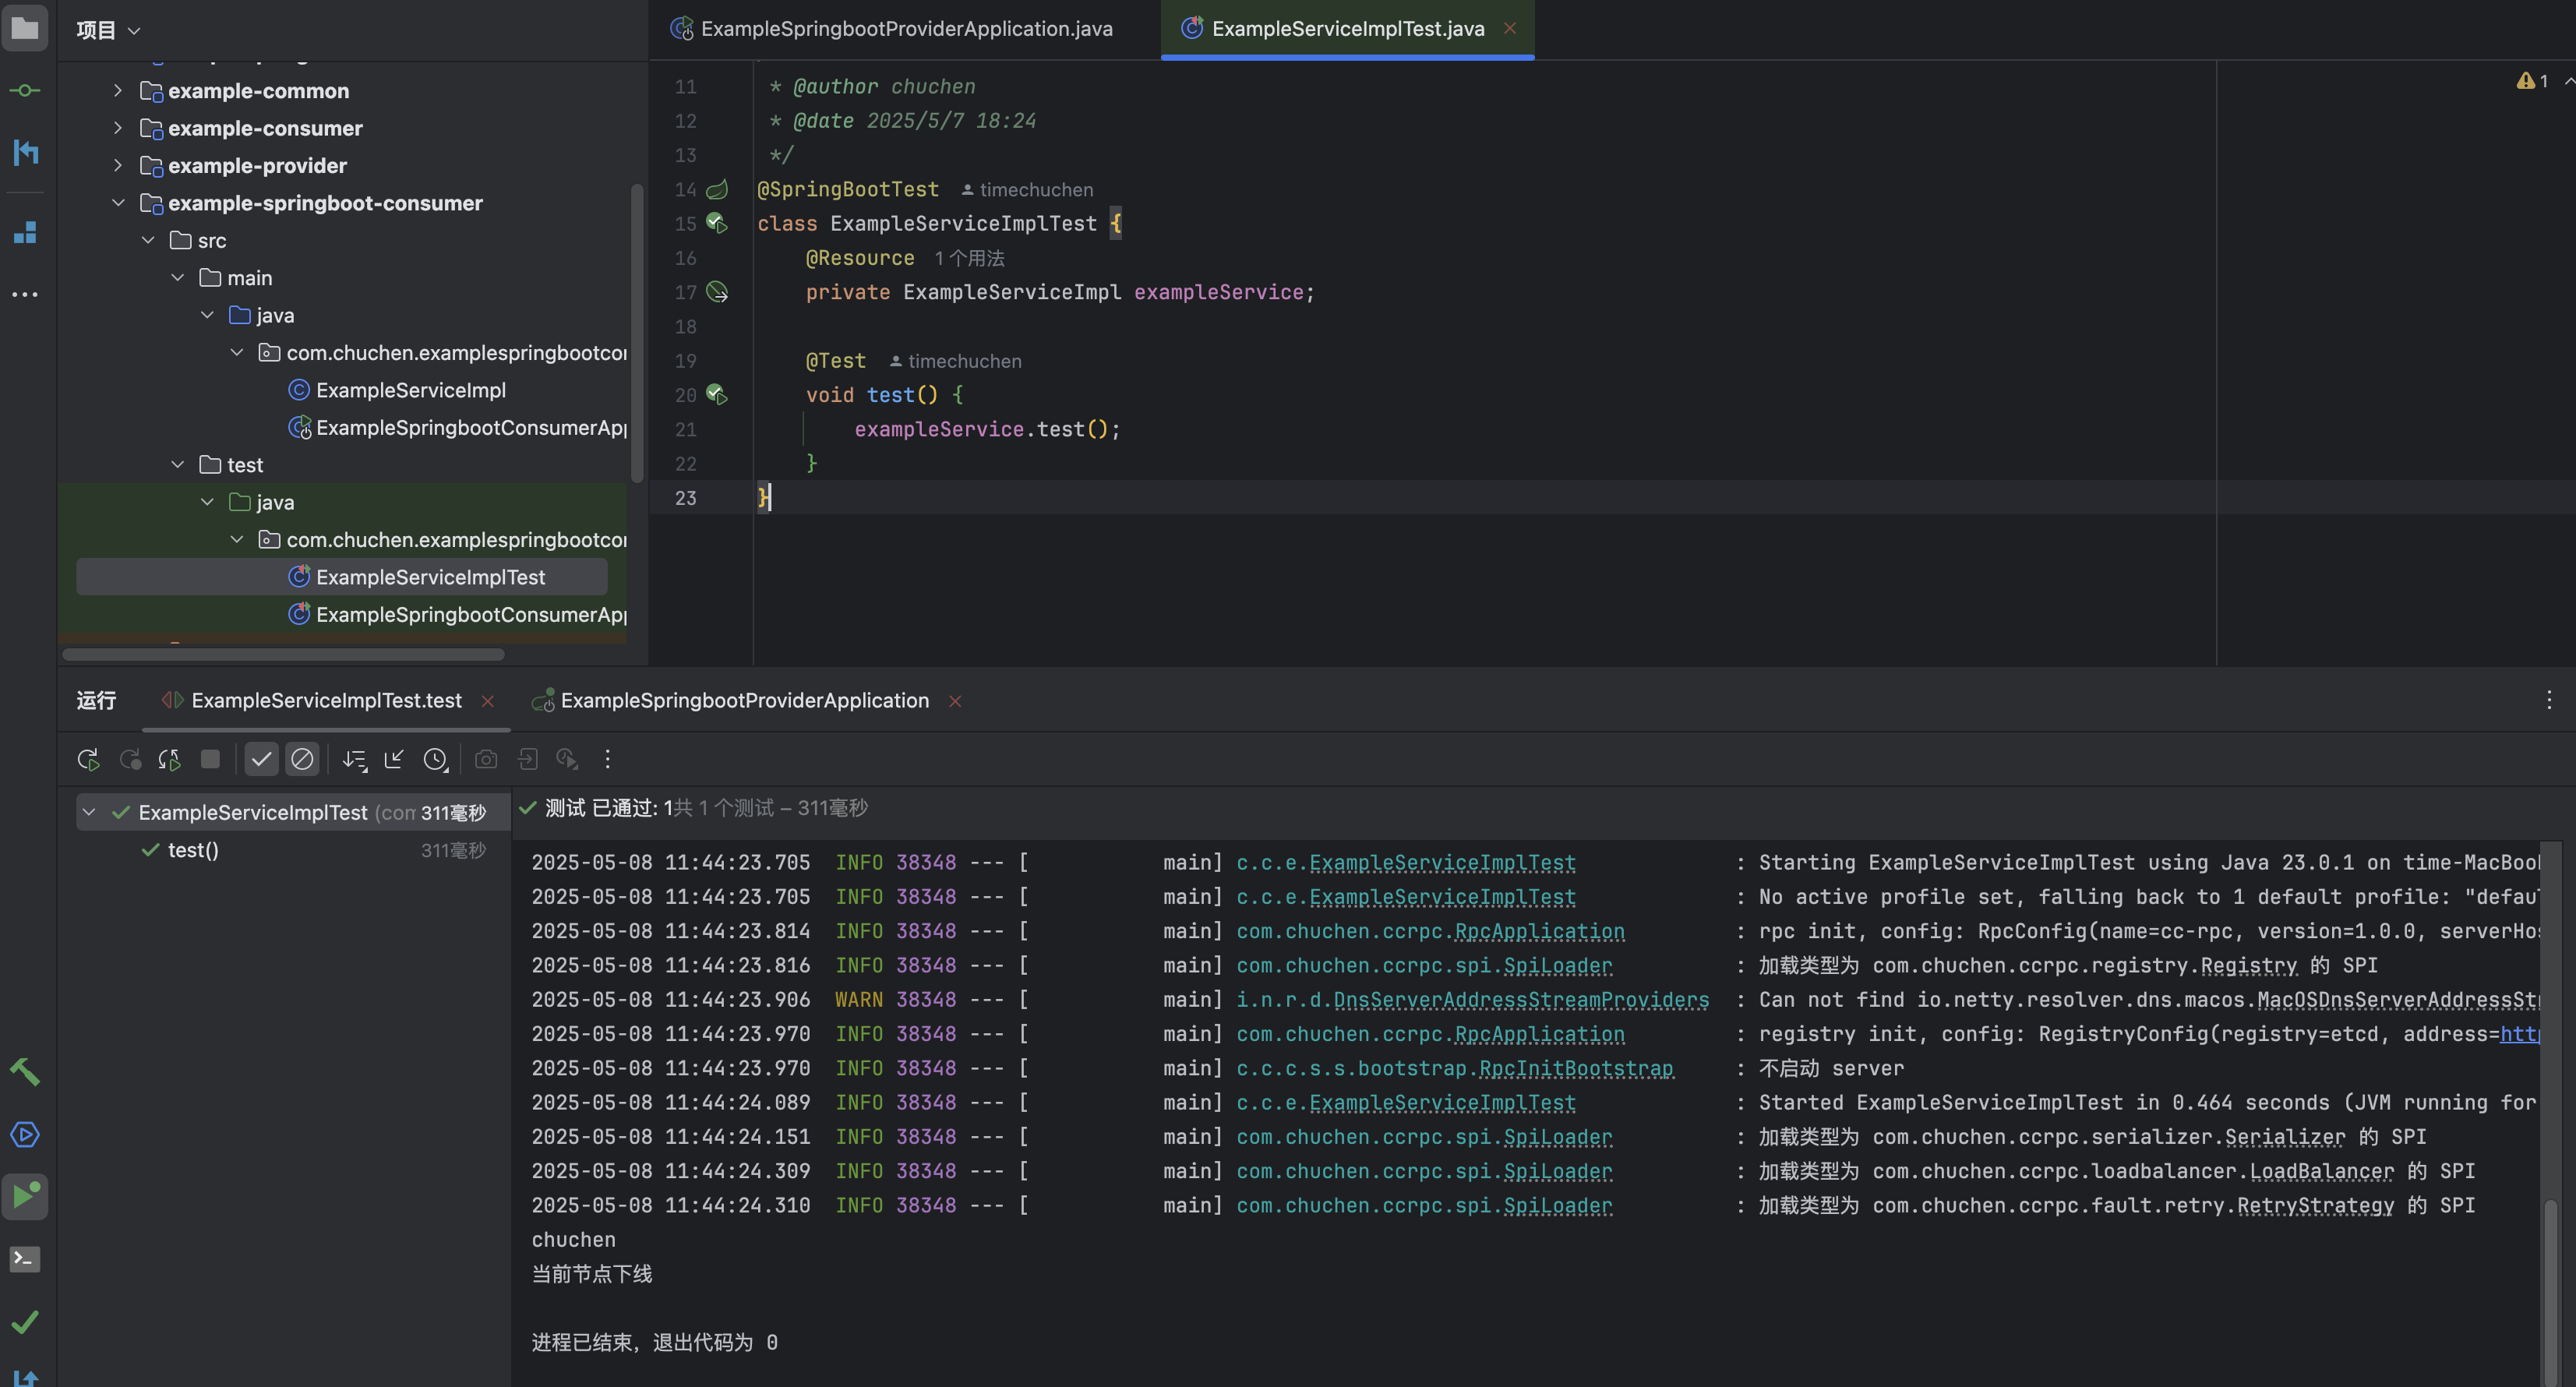 项目
example-common
example-consumer
example-provider
example-springboot-consumer
src
main
java
com.chuchen.examplespringbootcon
ExampleServiceImpl
ExampleSpringbootConsumerApp
test
java
com.chuchen.examplespringbootcon
ExampleServiceImplTest
ExampleSpringbootConsumerApp
ExampleSpringbootProviderApplication.java
ExampleServiceImplTest.java
1
11 * @author chuchen
12 * @date 2025/5/7 18:24
13 */
14 @SpringBootTest timechuchen
15 class ExampleServiceImplTest {
16 @Resource 1 个用法
17 private ExampleServiceImpl exampleService;
18
19 @Test timechuchen
20 void test() {
21 exampleService.test();
22 }
23 }
运行 ExampleServiceImplTest.test ExampleSpringbootProviderApplication
ExampleServiceImplTest (com 311毫秒
test() 311毫秒
测试 已通过: 1共 1 个测试 – 311毫秒
2025-05-08 11:44:23.705 INFO 38348 --- [ main] c.c.e.ExampleServiceImplTest : Starting ExampleServiceImplTest using Java 23.0.1 on time-MacBook
2025-05-08 11:44:23.705 INFO 38348 --- [ main] c.c.e.ExampleServiceImplTest : No active profile set, falling back to 1 default profile: "defau
2025-05-08 11:44:23.814 INFO 38348 --- [ main] com.chuchen.ccrpc.RpcApplication : rpc init, config: RpcConfig(name=cc-rpc, version=1.0.0, serverHos
2025-05-08 11:44:23.816 INFO 38348 --- [ main] com.chuchen.ccrpc.spi.SpiLoader : 加载类型为 com.chuchen.ccrpc.registry.Registry 的 SPI
2025-05-08 11:44:23.906 WARN 38348 --- [ main] i.n.r.d.DnsServerAddressStreamProviders : Can not find io.netty.resolver.dns.macos.MacOSDnsServerAddressStr
2025-05-08 11:44:23.970 INFO 38348 --- [ main] com.chuchen.ccrpc.RpcApplication : registry init, config: RegistryConfig(registry=etcd, address=http
2025-05-08 11:44:23.970 INFO 38348 --- [ main] c.c.c.s.s.bootstrap.RpcInitBootstrap : 不启动 server
2025-05-08 11:44:24.089 INFO 38348 --- [ main] c.c.e.ExampleServiceImplTest : Started ExampleServiceImplTest in 0.464 seconds (JVM running for
2025-05-08 11:44:24.151 INFO 38348 --- [ main] com.chuchen.ccrpc.spi.SpiLoader : 加载类型为 com.chuchen.ccrpc.serializer.Serializer 的 SPI
2025-05-08 11:44:24.309 INFO 38348 --- [ main] com.chuchen.ccrpc.spi.SpiLoader : 加载类型为 com.chuchen.ccrpc.loadbalancer.LoadBalancer 的 SPI
2025-05-08 11:44:24.310 INFO 38348 --- [ main] com.chuchen.ccrpc.spi.SpiLoader : 加载类型为 com.chuchen.ccrpc.fault.retry.RetryStrategy 的 SPI
chuchen
当前节点下线
进程已结束，退出代码为 0